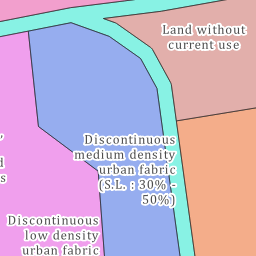 Land without
current use
Discontinuous
medium density
urban fabric
(S.L. : 30% -
50%)
Discontinuous
low density
urban fabric